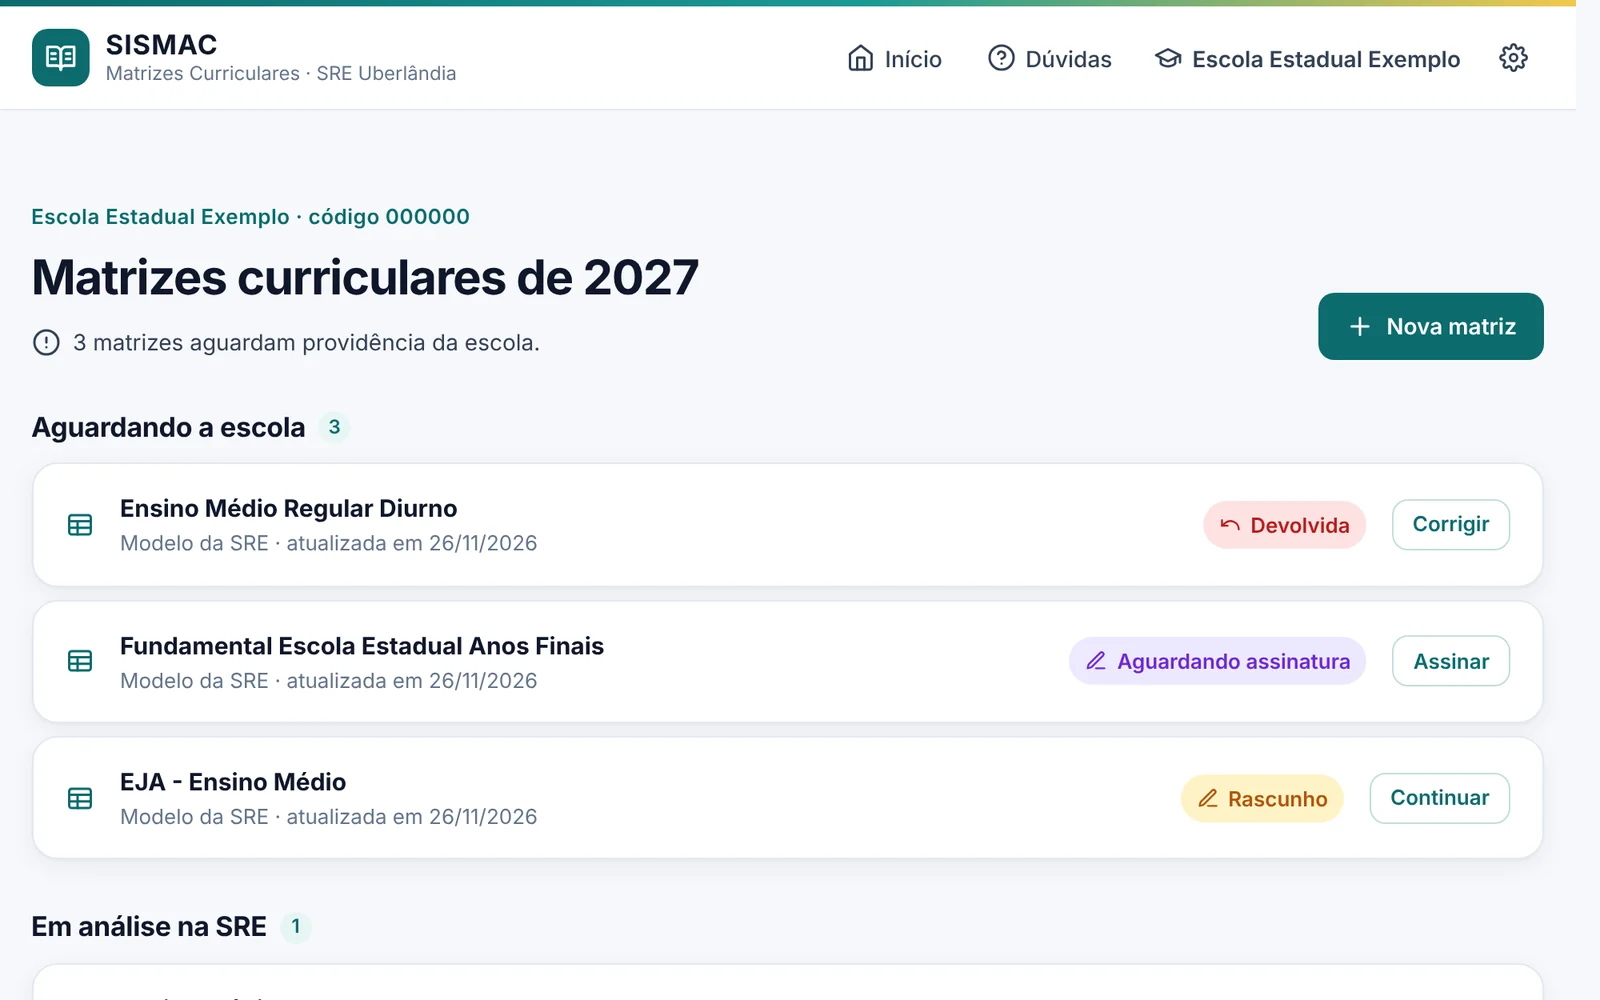 SISMAC
Matrizes Curriculares · SRE Uberlândia
Início
Dúvidas
Escola Estadual Exemplo
Escola Estadual Exemplo · código 000000
Matrizes curriculares de 2027
3 matrizes aguardam providência da escola.
Nova matriz
Aguardando a escola 3
Ensino Médio Regular Diurno
Modelo da SRE · atualizada em 26/11/2026
Devolvida
Corrigir
Fundamental Escola Estadual Anos Finais
Modelo da SRE · atualizada em 26/11/2026
Aguardando assinatura
Assinar
EJA - Ensino Médio
Modelo da SRE · atualizada em 26/11/2026
Rascunho
Continuar
Em análise na SRE 1